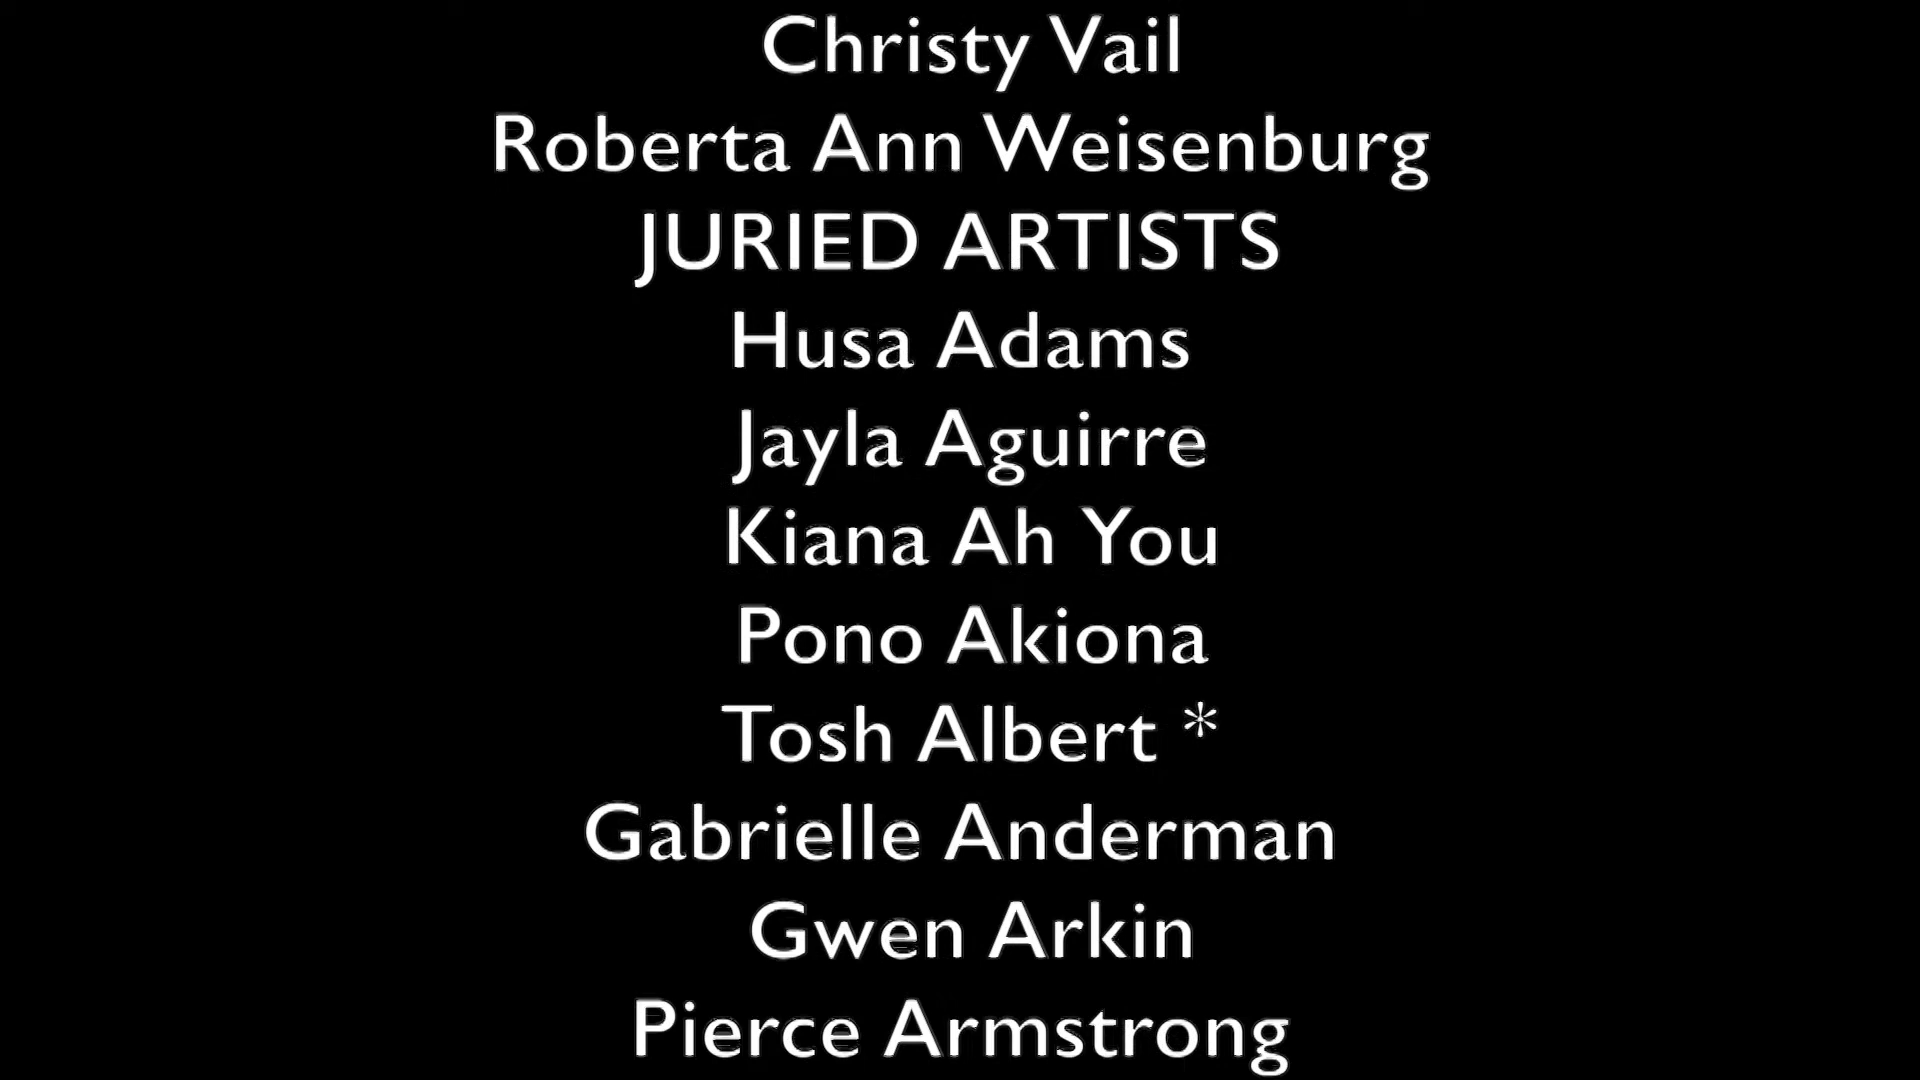 Christy Vail
Roberta Ann Weisenburg
JURIED ARTISTS
Husa Adams
Jayla Aguirre
Kiana Ah You
Pono Akiona
Tosh Albert *
Gabrielle Anderman
Gwen Arkin
Pierce Armstrong